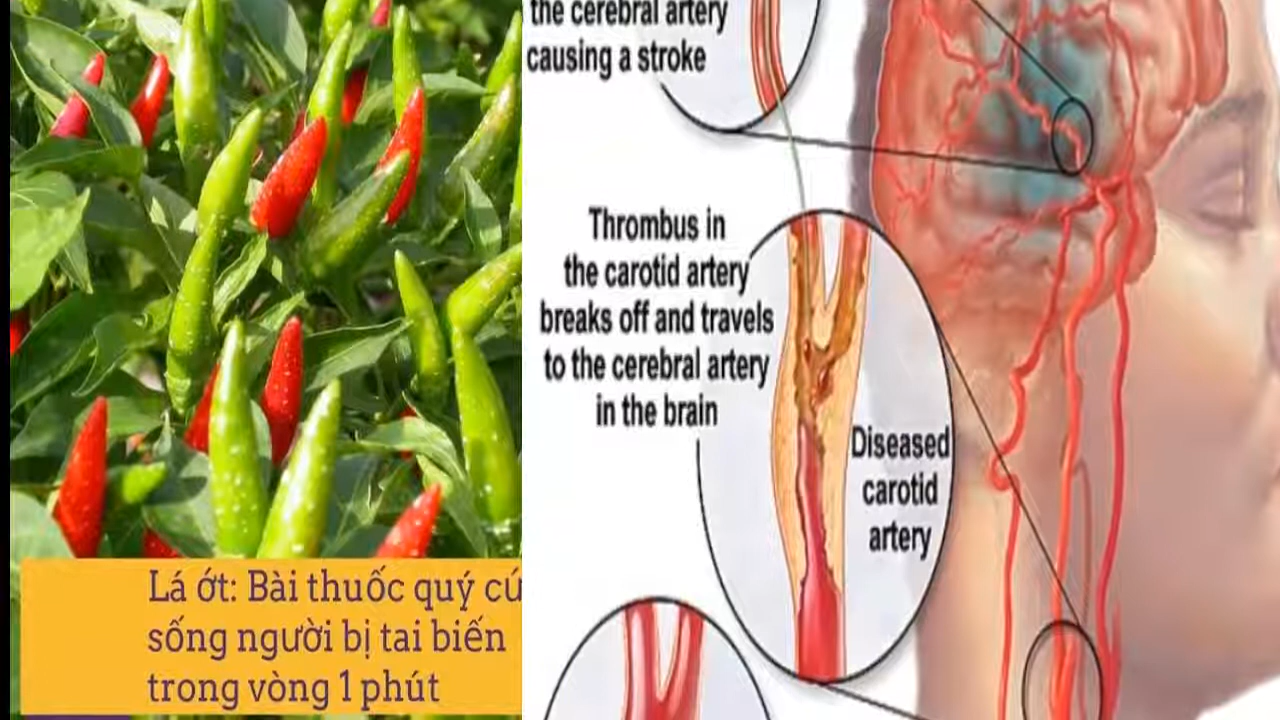 the cerebral artery
causing a stroke
Thrombus in
the carotid artery
breaks off and travels
to the cerebral artery
in the brain
Diseased
carotid
artery
Lá ớt: Bài thuốc quý cứ
sống người bị tai biến
trong vòng 1 phút